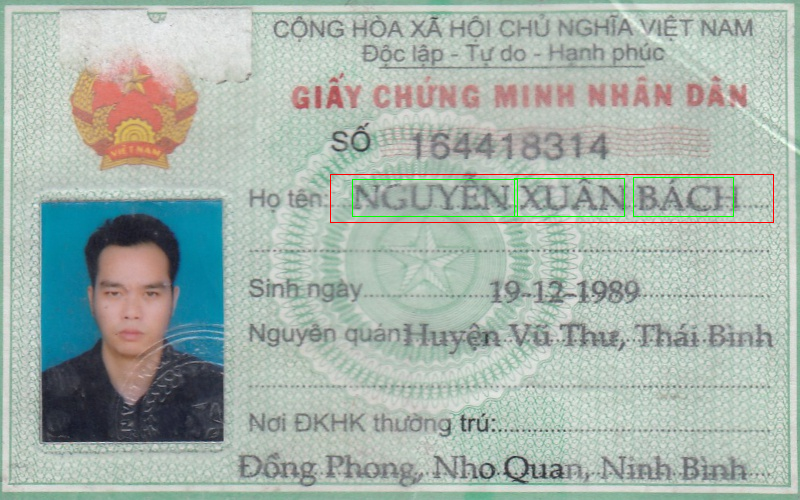 CỘNG HÒA XÃ HỘI CHỦ NGHĨA VIỆT NAM
Độc lập - Tự do - Hạnh phúc
GIẤY CHỨNG MINH NHÂN DÂN
VIỆT NAM
SỐ 164418314
Họ tên: NGUYỄN XUÂN BÁCH
Sinh ngày 19-12-1989
Nguyên quán: Huyện Vũ Thư, Thái Bình
Nơi ĐKHK thường trú:
Đồng Phong, Nho Quan, Ninh Bình